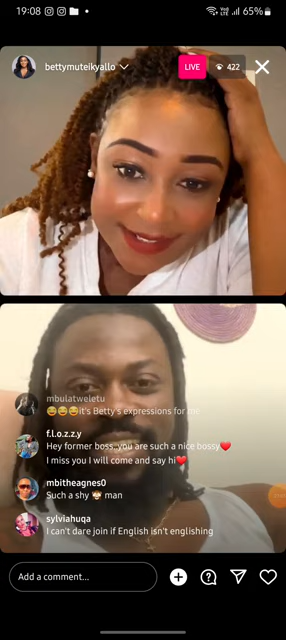 19:08
65%
bettymuteikyallo
LIVE
422
mbulatweletu
😂😂😂it's Betty's expressions for me
f.l.o.z.z.y
Hey former boss..you are such a nice bossy❤️
I miss you I will come and say hi❤️
mbitheagnes0
Such a shy man
sylviahuqa
I can't dare join if English isn't englishing
Add a comment...